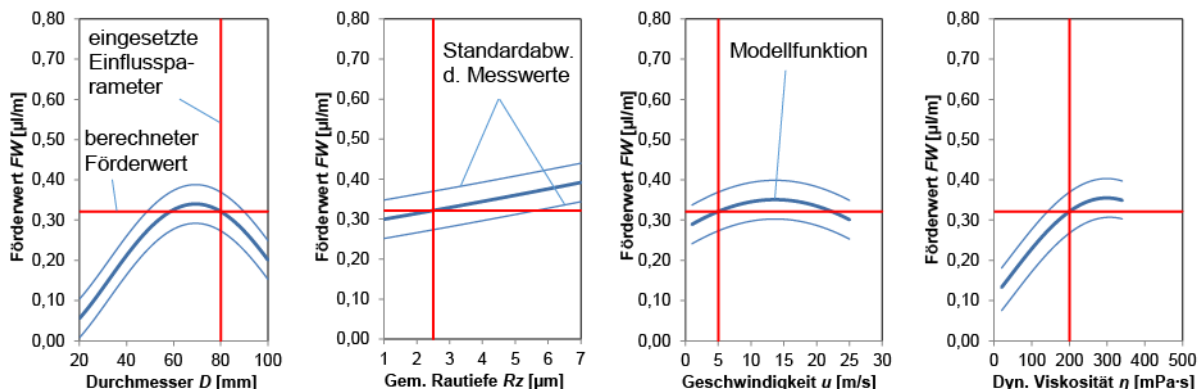 Förderwert FW [µl/m]
0,80
0,70
0,60
0,50
0,40
0,30
0,20
0,10
0,00
eingesetzte
Einflusspa-
rameter
berechneter
Förderwert
20 40 60 80 100
Durchmesser D [mm]
Förderwert FW [µl/m]
0,80
0,70
0,60
0,50
0,40
0,30
0,20
0,10
0,00
Standardabw.
d. Messwerte
1 2 3 4 5 6 7
Gem. Rautiefe Rz [µm]
Förderwert FW [µl/m]
0,80
0,70
0,60
0,50
0,40
0,30
0,20
0,10
0,00
Modellfunktion
0 5 10 15 20 25 30
Geschwindigkeit u [m/s]
Förderwert FW [µl/m]
0,80
0,70
0,60
0,50
0,40
0,30
0,20
0,10
0,00
0 100 200 300 400 500
Dyn. Viskosität η [mPa·s]